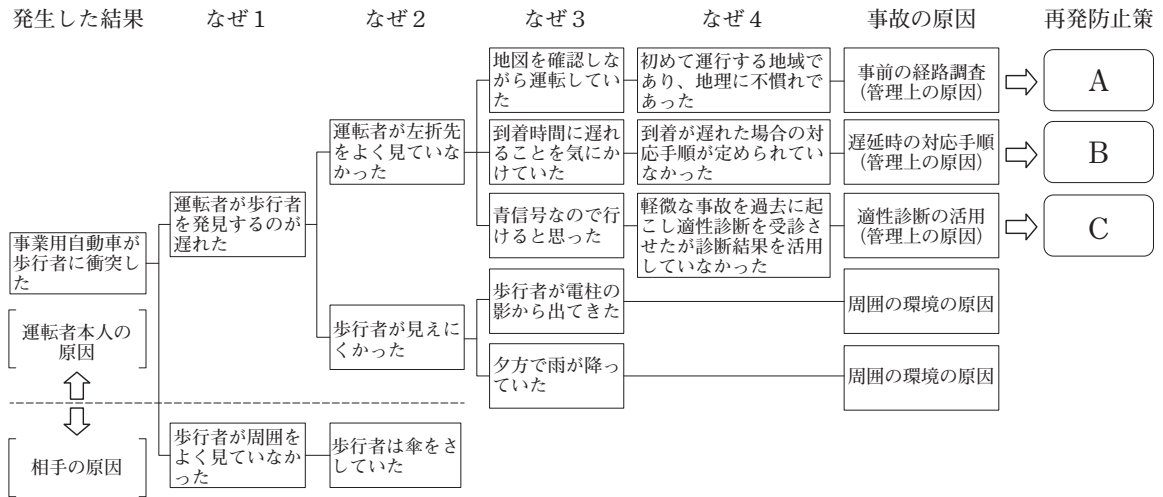 発生した結果 なぜ1 なぜ2 なぜ3 なぜ4 事故の原因 再発防止策
地図を確認しな
がら運転してい
た
初めて運行する地域で
あり、地理に不慣れで
あった
事前の経路調査
(管理上の原因)
A
運転者が左折先
をよく見ていな
かった
到着時間に遅れ
ることを気にか
けていた
到着が遅れた場合の対
応手順が定められてい
なかった
遅延時の対応手順
(管理上の原因)
B
運転者が歩行者
を発見するのが
遅れた
青信号なので行
けると思った
軽微な事故を過去に起
こし適性診断を受診さ
せたが診断結果を活用
していなかった
適性診断の活用
(管理上の原因)
C
事業用自動車が
歩行者に衝突し
た
歩行者が見えに
くかった
歩行者が電柱の
影から出てきた
周囲の環境の原因
運転者本人の
原因
夕方で雨が降っ
ていた
周囲の環境の原因
相手の原因
歩行者が周囲を
よく見ていなか
った
歩行者は傘をさ
していた